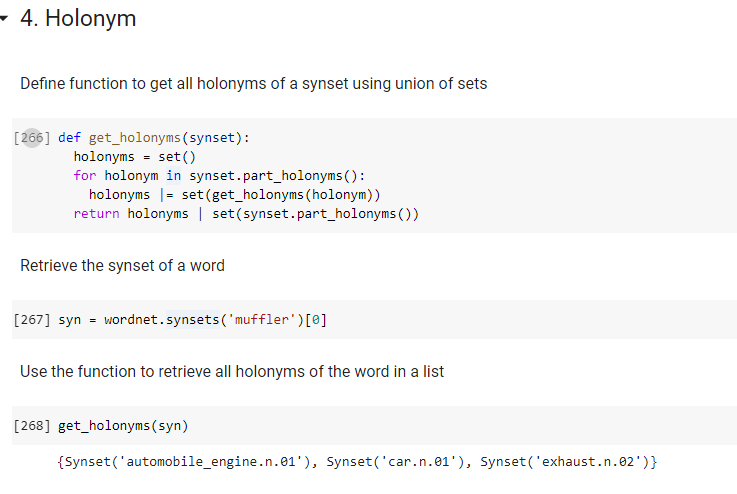 4. Holonym
Define function to get all holonyms of a synset using union of sets
[266] def get_holonyms(synset):
holonyms = set()
for holonym in synset.part_holonyms():
holonyms |= set(get_holonyms(holonym))
return holonyms | set(synset.part_holonyms())
Retrieve the synset of a word
[267] syn = wordnet.synsets('muffler')[0]
Use the function to retrieve all holonyms of the word in a list
[268] get_holonyms(syn)
{Synset('automobile_engine.n.01'), Synset('car.n.01'), Synset('exhaust.n.02')}